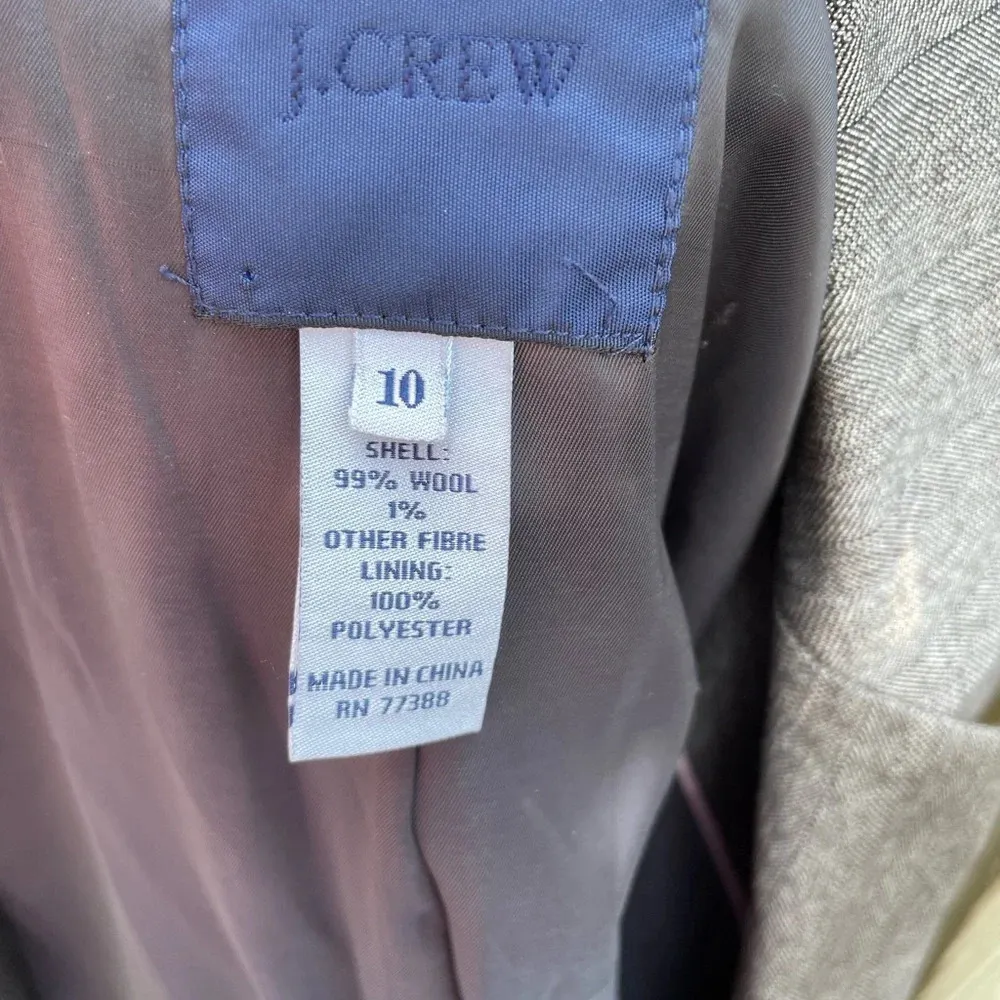 J.CREW
10
SHELL:
99% WOOL
1%
OTHER FIBRE
LINING:
100%
POLYESTER
MADE IN CHINA
RN 77388